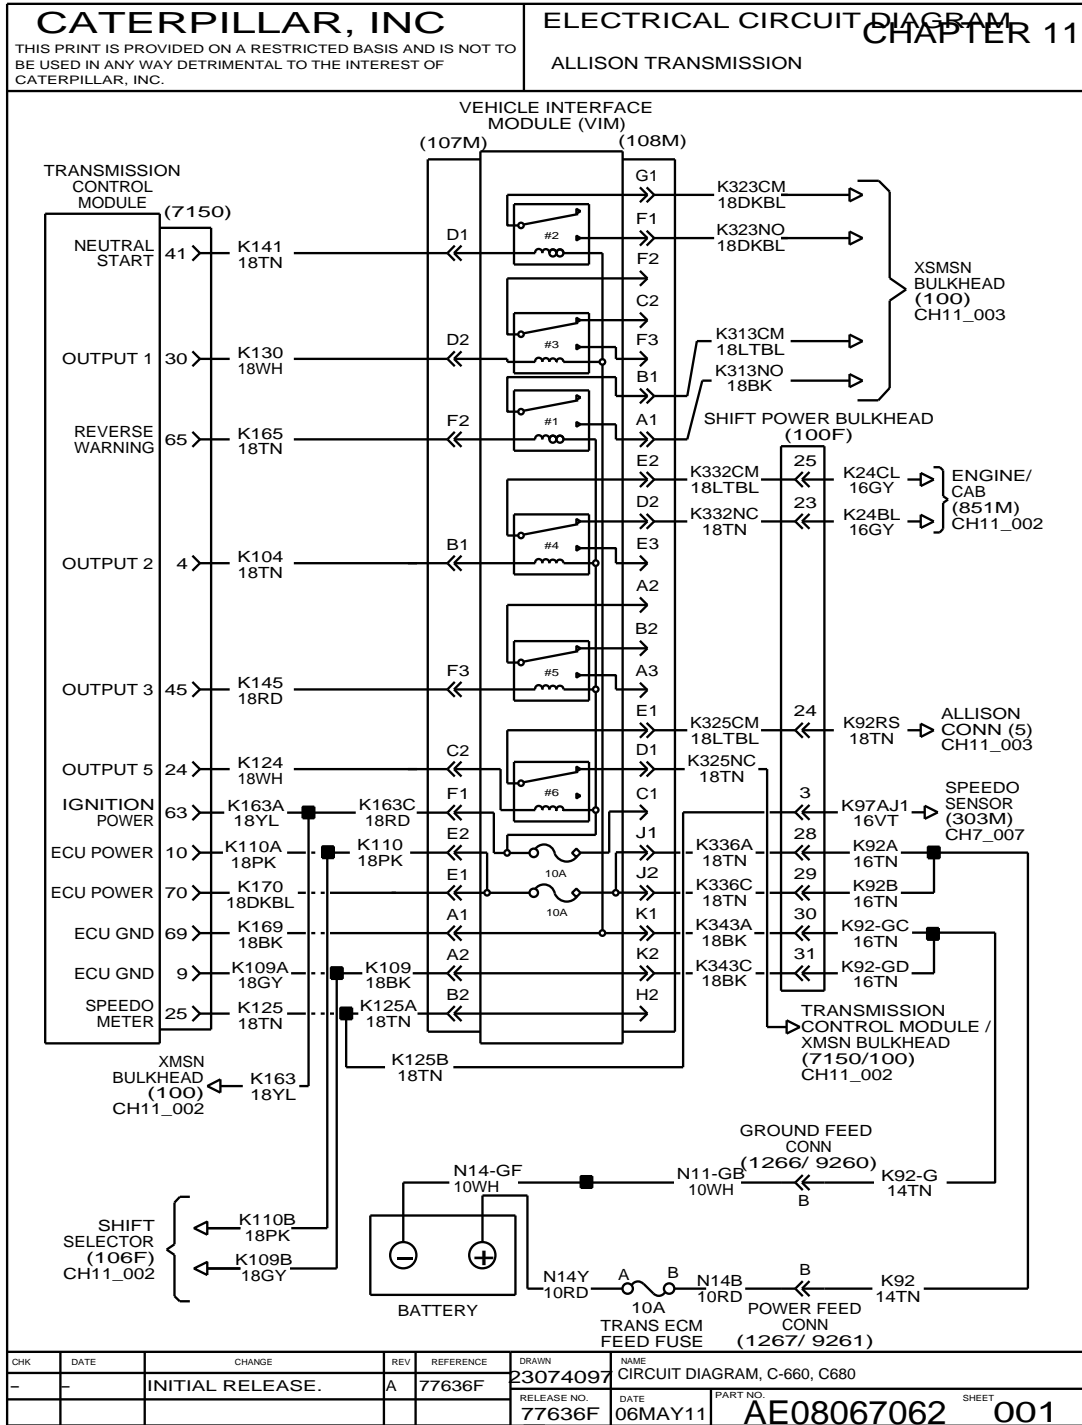 CATERPILLAR, INC
THIS PRINT IS PROVIDED ON A RESTRICTED BASIS AND IS NOT TO
BE USED IN ANY WAY DETRIMENTAL TO THE INTEREST OF
CATERPILLAR, INC.
ELECTRICAL CIRCUIT DIAGRAM
CHAPTER 11
ALLISON TRANSMISSION
VEHICLE INTERFACE
MODULE (VIM)
(107M)
(108M)
TRANSMISSION
CONTROL
MODULE
(7150)
NEUTRAL
START
41
K141
18TN
D1
#2
G1
K323CM
18DKBL
F1
K323NO
18DKBL
F2
XSMSN
BULKHEAD
(100)
CH11_003
OUTPUT 1
30
K130
18WH
D2
#3
C2
F3
K313CM
18LTBL
B1
K313NO
18BK
REVERSE
WARNING
65
K165
18TN
F2
#1
A1
SHIFT POWER BULKHEAD
(100F)
E2
K332CM
18LTBL
25
K24CL
16GY
D2
K332NC
18TN
23
K24BL
16GY
ENGINE/
CAB
(851M)
CH11_002
OUTPUT 2
4
K104
18TN
B1
#4
E3
A2
B2
OUTPUT 3
45
K145
18RD
F3
#5
A3
E1
K325CM
18LTBL
24
K92RS
18TN
ALLISON
CONN (5)
CH11_003
OUTPUT 5
24
K124
18WH
C2
#6
D1
K325NC
18TN
C1
3
K97AJ1
16VT
SPEEDO
SENSOR
(303M)
CH7_007
IGNITION
POWER
63
K163A
18YL
K163C
18RD
F1
ECU POWER
10
K110A
18PK
K110
18PK
E2
10A
J1
K336A
18TN
28
K92A
16TN
ECU POWER
70
K170
18DKBL
E1
10A
J2
K336C
18TN
29
K92B
16TN
ECU GND
69
K169
18BK
A1
K1
K343A
18BK
30
K92-GC
16TN
ECU GND
9
K109A
18GY
K109
18BK
A2
K2
K343C
18BK
31
K92-GD
16TN
SPEEDO
METER
25
K125
18TN
K125A
18TN
B2
H2
K125B
18TN
TRANSMISSION
CONTROL MODULE /
XMSN BULKHEAD
(7150/100)
CH11_002
XMSN
BULKHEAD
(100)
CH11_002
K163
18YL
GROUND FEED
CONN
(1266/ 9260)
N14-GF
10WH
N11-GB
10WH
B
K92-G
14TN
SHIFT
SELECTOR
(106F)
CH11_002
K110B
18PK
K109B
18GY
BATTERY
N14Y
10RD
A
B
10A
TRANS ECM
FEED FUSE
N14B
10RD
B
POWER FEED
CONN
(1267/ 9261)
K92
14TN
CHK
DATE
CHANGE
REV
REFERENCE
–
–
INITIAL RELEASE.
A
77636F
DRAWN
23074097
NAME
CIRCUIT DIAGRAM, C-660, C680
RELEASE NO.
77636F
DATE
06MAY11
PART NO.
AE08067062
SHEET
001